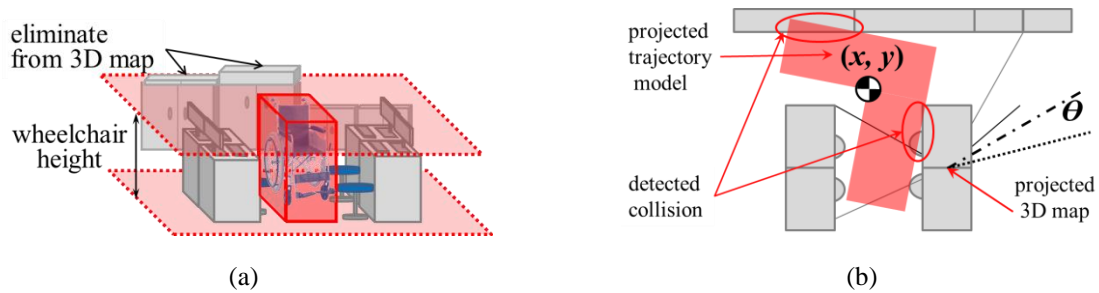 eliminate
from 3D map
wheelchair
height
(a)
projected
trajectory
model
(x, y)
θ
detected
collision
projected
3D map
(b)